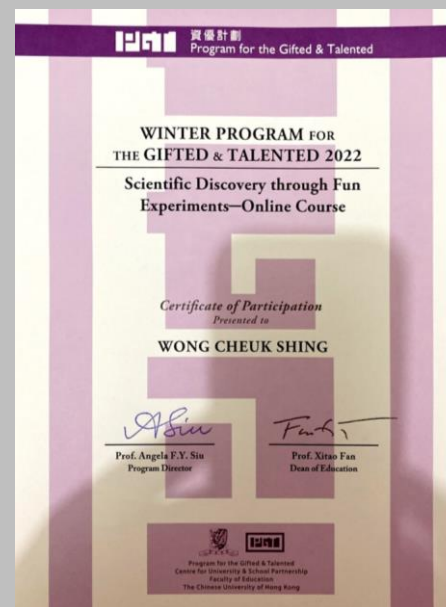 PGT 資優計劃
Program for the Gifted & Talented
WINTER PROGRAM FOR
THE GIFTED & TALENTED 2022
Scientific Discovery through Fun
Experiments—Online Course
Certificate of Participation
Presented to
WONG CHEUK SHING
Prof. Angela F.Y. Siu
Program Director
Prof. Xitao Fan
Dean of Education
PGT
Program for the Gifted & Talented
Centre for University & School Partnership
Faculty of Education
The Chinese University of Hong Kong